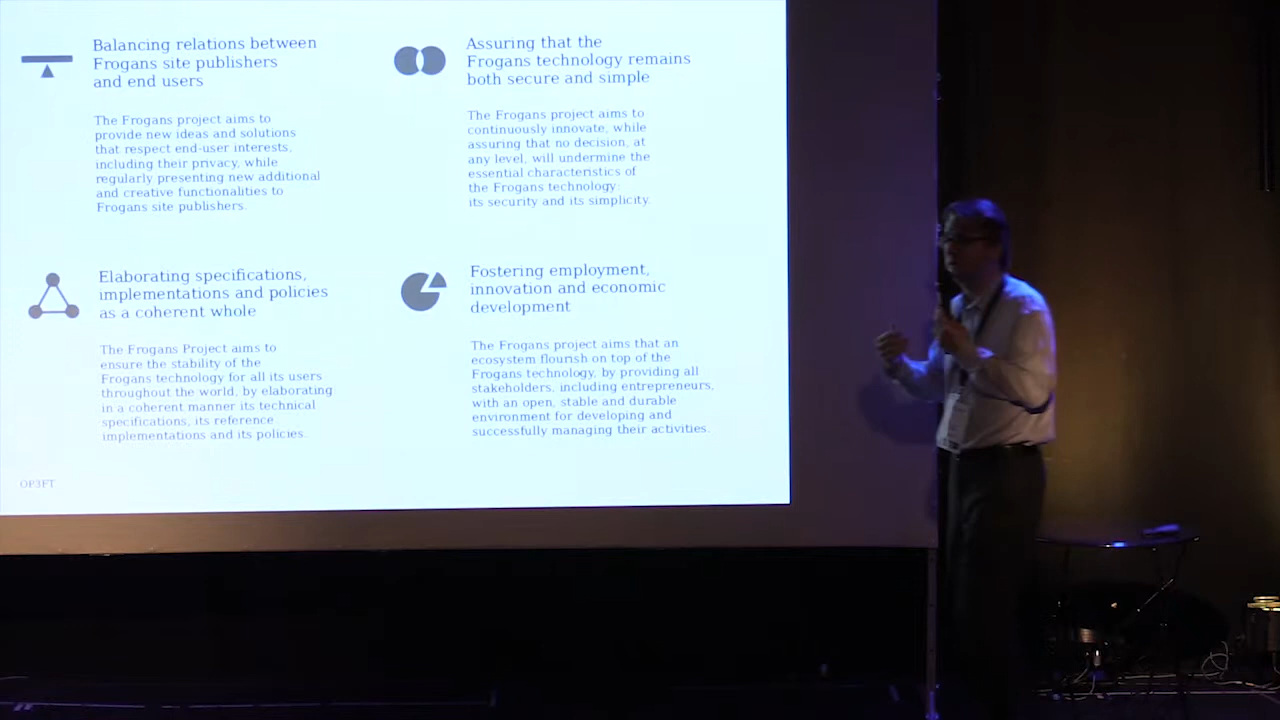 Balancing relations between
Frogans site publishers
and end users
The Frogans project aims to
provide new ideas and solutions
that respect end-user interests,
including their privacy, while
regularly presenting new additional
and creative functionalities to
Frogans site publishers.
Assuring that the
Frogans technology remains
both secure and simple
The Frogans project aims to
continuously innovate, while
assuring that no decision, at
any level, will undermine the
essential characteristics of
the Frogans technology:
its security and its simplicity.
Elaborating specifications,
implementations and policies
as a coherent whole
The Frogans Project aims to
ensure the stability of the
Frogans technology for all its users
throughout the world, by elaborating
in a coherent manner its technical
specifications, its reference
implementations and its policies.
Fostering employment,
innovation and economic
development
The Frogans project aims that an
ecosystem flourish on top of the
Frogans technology, by providing all
stakeholders, including entrepreneurs,
with an open, stable and durable
environment for developing and
successfully managing their activities.
OP3FT